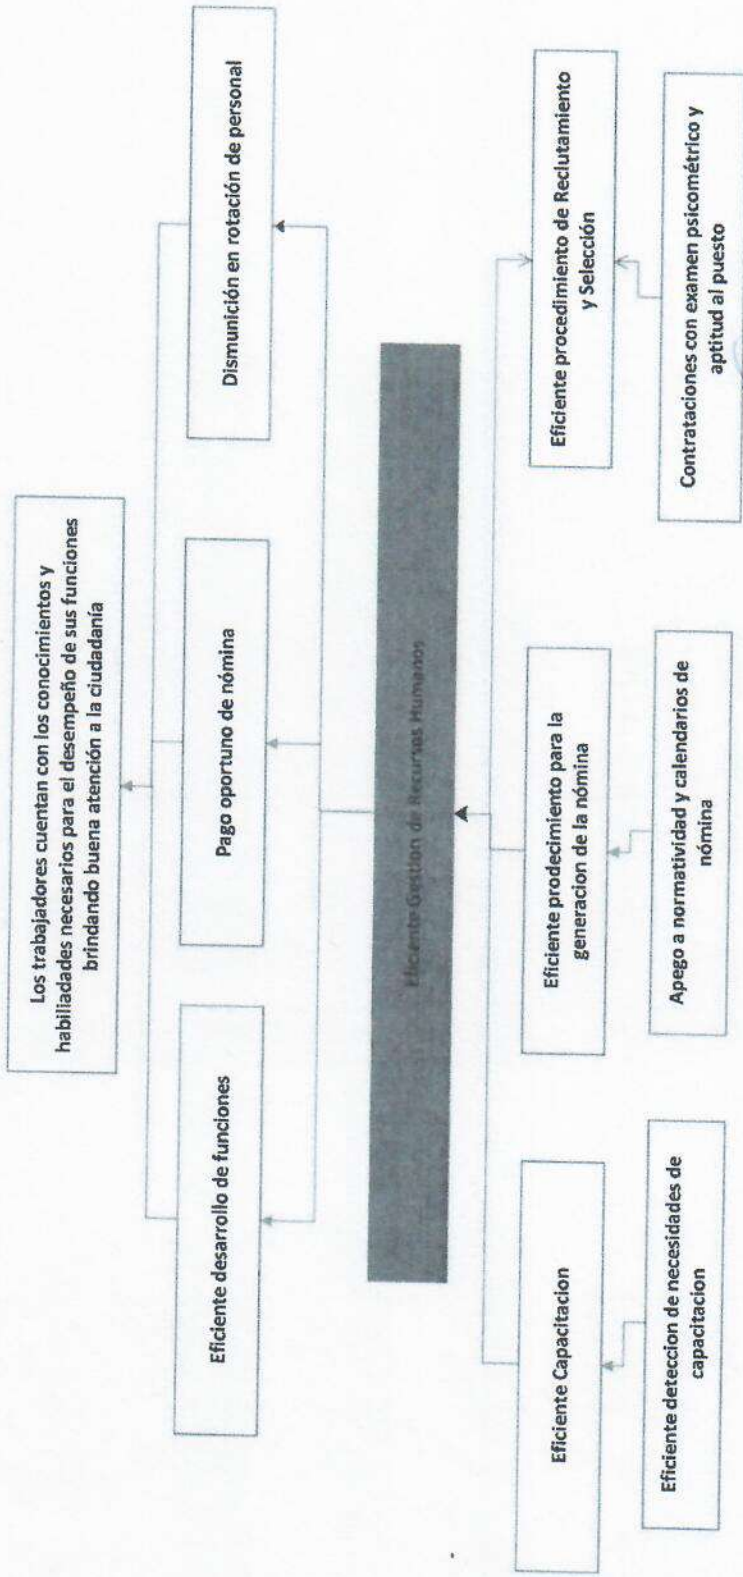 Los trabajadores cuentan con los conocimientos y
habiliadades necesarios para el desempeño de sus funciones
brindando buena atención a la ciudadanía
Eficiente desarrollo de funciones
Pago oportuno de nómina
Dismunición en rotación de personal
Eficiente Gestion de Recursos Humanos
Eficiente Capacitacion
Eficiente prodecimiento para la
generacion de la nómina
Eficiente procedimiento de Reclutamiento
y Selección
Eficiente deteccion de necesidades de
capacitacion
Apego a normatividad y calendarios de
nómina
Contrataciones con examen psicométrico y
aptitud al puesto